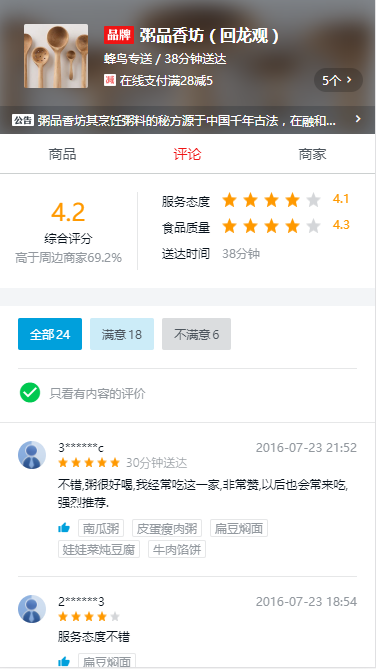 品牌 粥品香坊（回龙观）
蜂鸟专送 / 38分钟送达
减 在线支付满28减5
5个 >
公告 粥品香坊其烹饪粥料的秘方源于中国千年古法，在融和... >
商品 评论 商家
4.2
综合评分
高于周边商家69.2%
服务态度 4.1
食品质量 4.3
送达时间 38分钟
全部 24 满意 18 不满意 6
只看有内容的评价
3******c 2016-07-23 21:52
30分钟送达
不错,粥很好喝,我经常吃这一家,非常赞,以后也会常来吃,
强烈推荐.
南瓜粥 皮蛋瘦肉粥 扁豆焖面
娃娃菜炖豆腐 牛肉馅饼
2******3 2016-07-23 18:54
服务态度不错
扁豆焖面